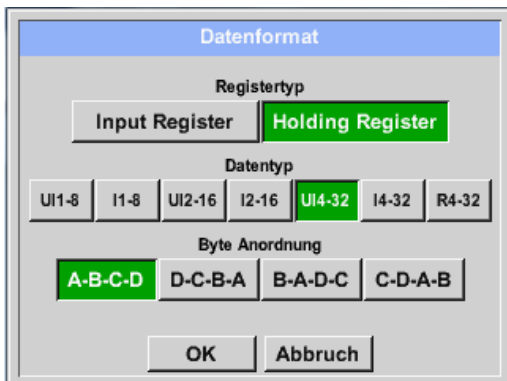 Datenformat
Registertyp
Input Register Holding Register
Datentyp
UI1-8 I1-8 UI2-16 I2-16 UI4-32 I4-32 R4-32
Byte Anordnung
A-B-C-D D-C-B-A B-A-D-C C-D-A-B
OK Abbruch